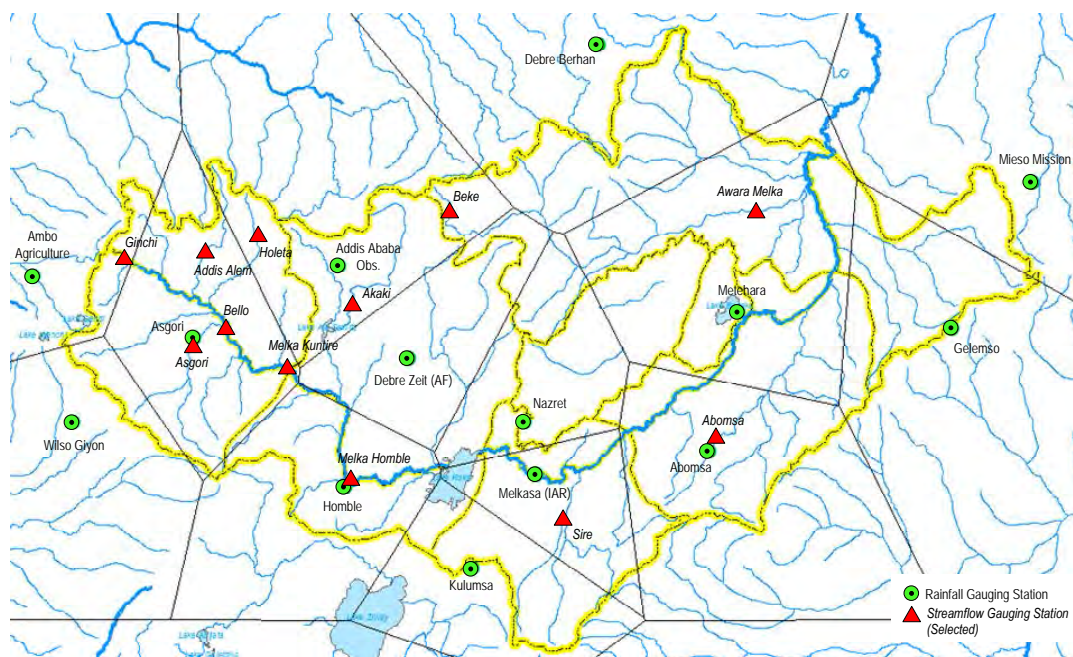 Debre Berhan
Mieso Mission
Beke
Awara Melka
Ginchi
Holeta
Ambo
Agriculture
Addis Alem
Addis Ababa
Obs.
Akaki
Metehara
Bello
Asgori
Asgori
Melka Kuntire
Gelemso
Debre Zeit (AF)
Wilso Giyon
Nazret
Abomsa
Abomsa
Melka Homble
Homble
Melkasa (IAR)
Sire
Kulumsa
Rainfall Gauging Station
Streamflow Gauging Station
(Selected)